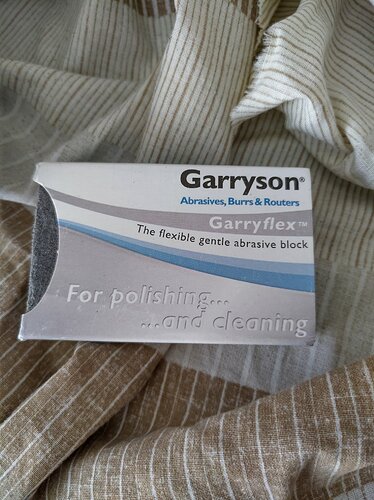 Garryson®
Abrasives, Burrs & Routers
Garryflex™
The flexible gentle abrasive block
For polishing...
...and cleaning